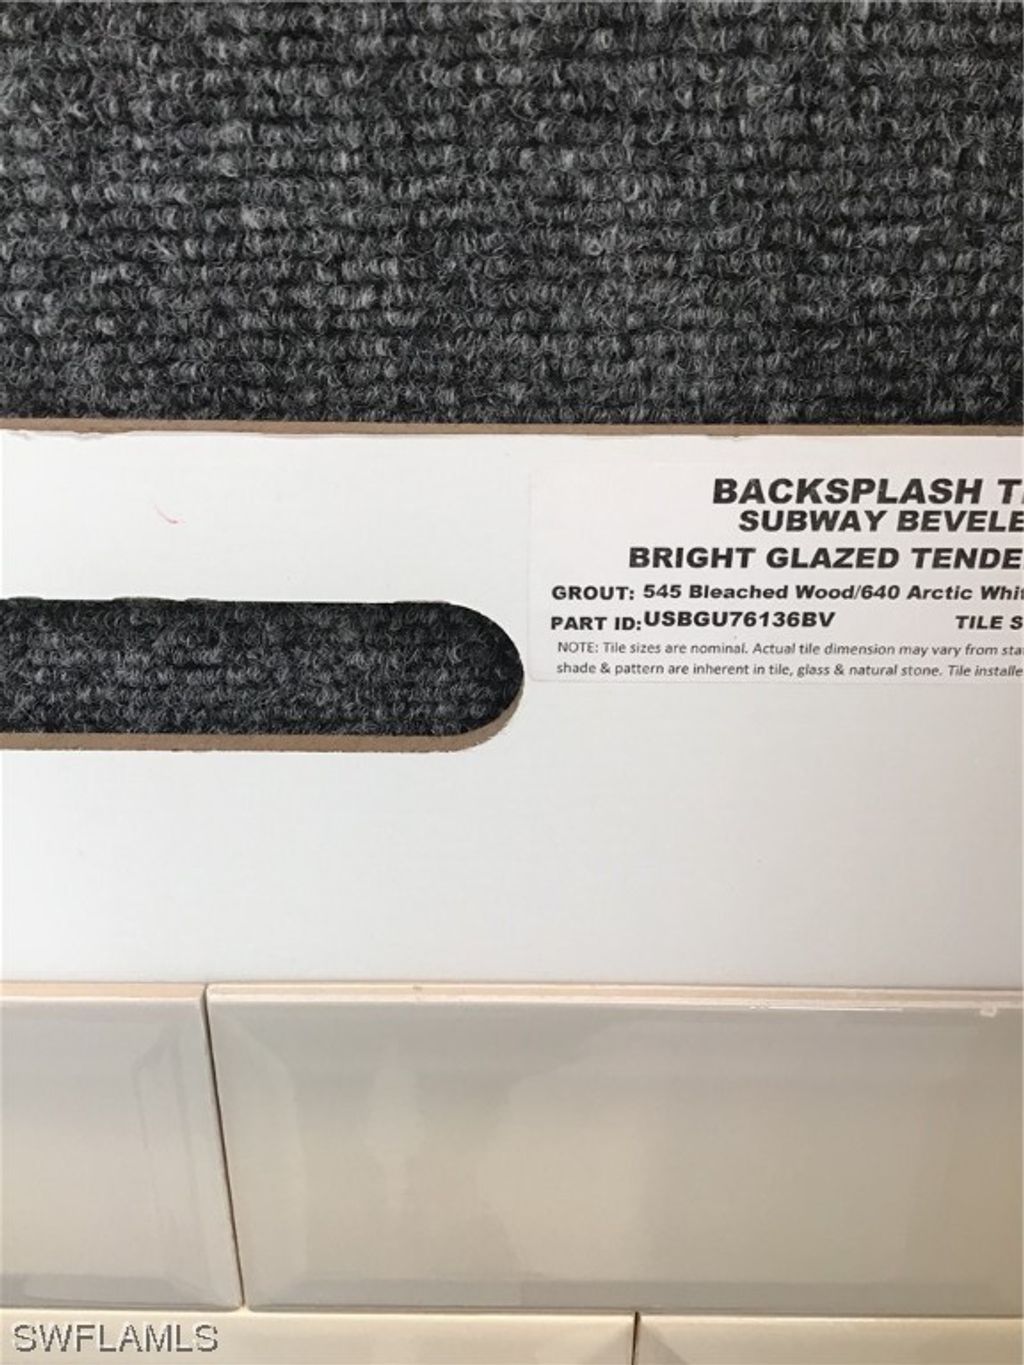 BACKSPLASH
SUBWAY
BRIGHT GLAZED
GROUT: 545 Bleached Wood/640 Arctic
PART ID: USBGU76136BV TILE
NOTE: Tile sizes are nominal. Actual tile dimension may vary from
shade & pattern are inherent in tile, glass & natural stone. Tile
SWFLAMLS